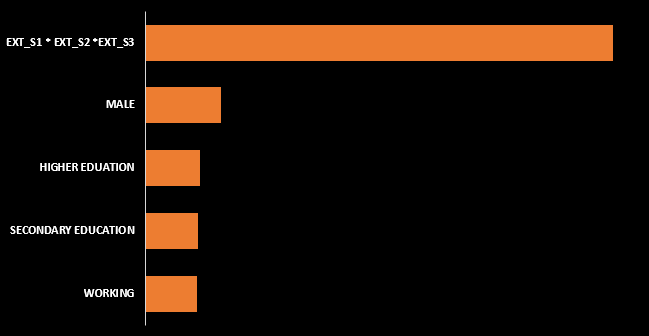 EXT_S1 * EXT_S2 *EXT_S3
MALE
HIGHER EDUATION
SECONDARY EDUCATION
WORKING